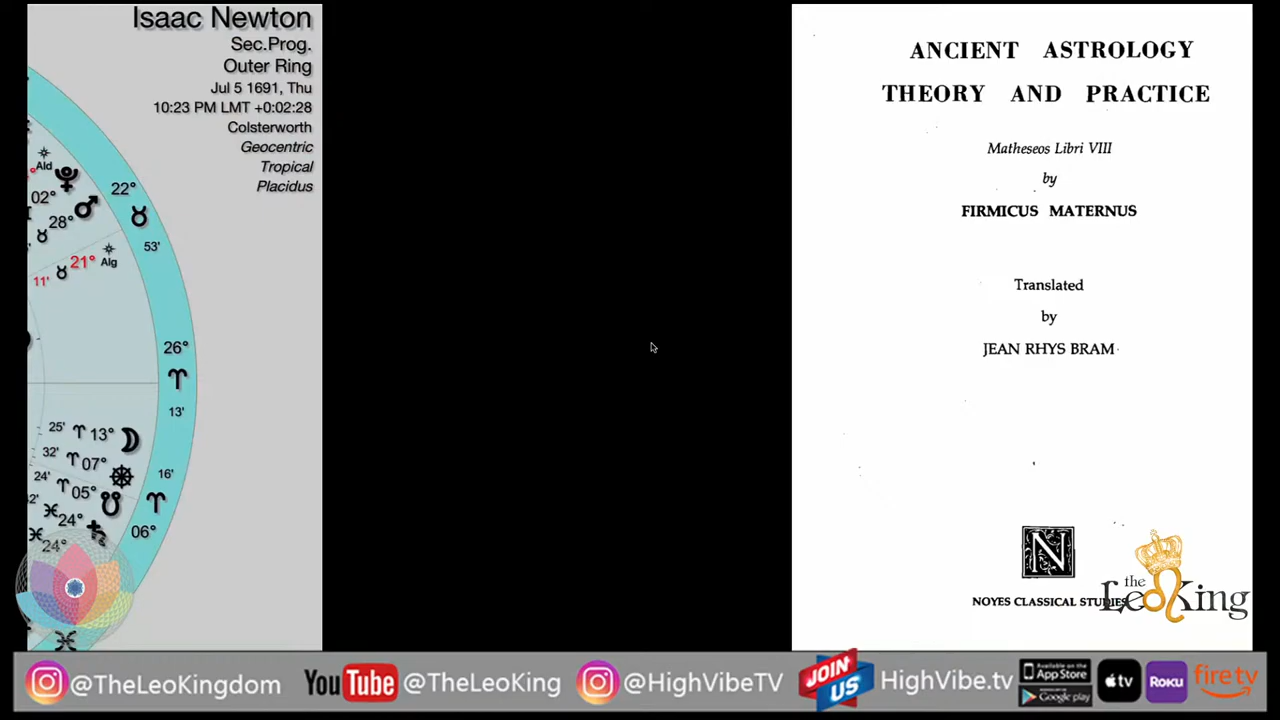 Isaac Newton
Sec.Prog.
Outer Ring
Jul 5 1691, Thu
10:23 PM LMT +0:02:28
Colsterworth
Geocentric
Tropical
Placidus
Ald
02°
22°
28°
53'
Alg
21°
11'
26°
13'
25' 13°
32' 07°
16'
24' 05°
24°
06°
24°
ANCIENT ASTROLOGY
THEORY AND PRACTICE
Matheseos Libri VIII
by
FIRMICUS MATERNUS
Translated
by
JEAN RHYS BRAM
N
NOYES CLASSICAL STUDIES
the
LeoKing
@TheLeoKingdom
YouTube @TheLeoKing
@HighVibeTV
JOIN US
HighVibe.tv
Available on the App Store
Google play
tv
ROKU
fire tv